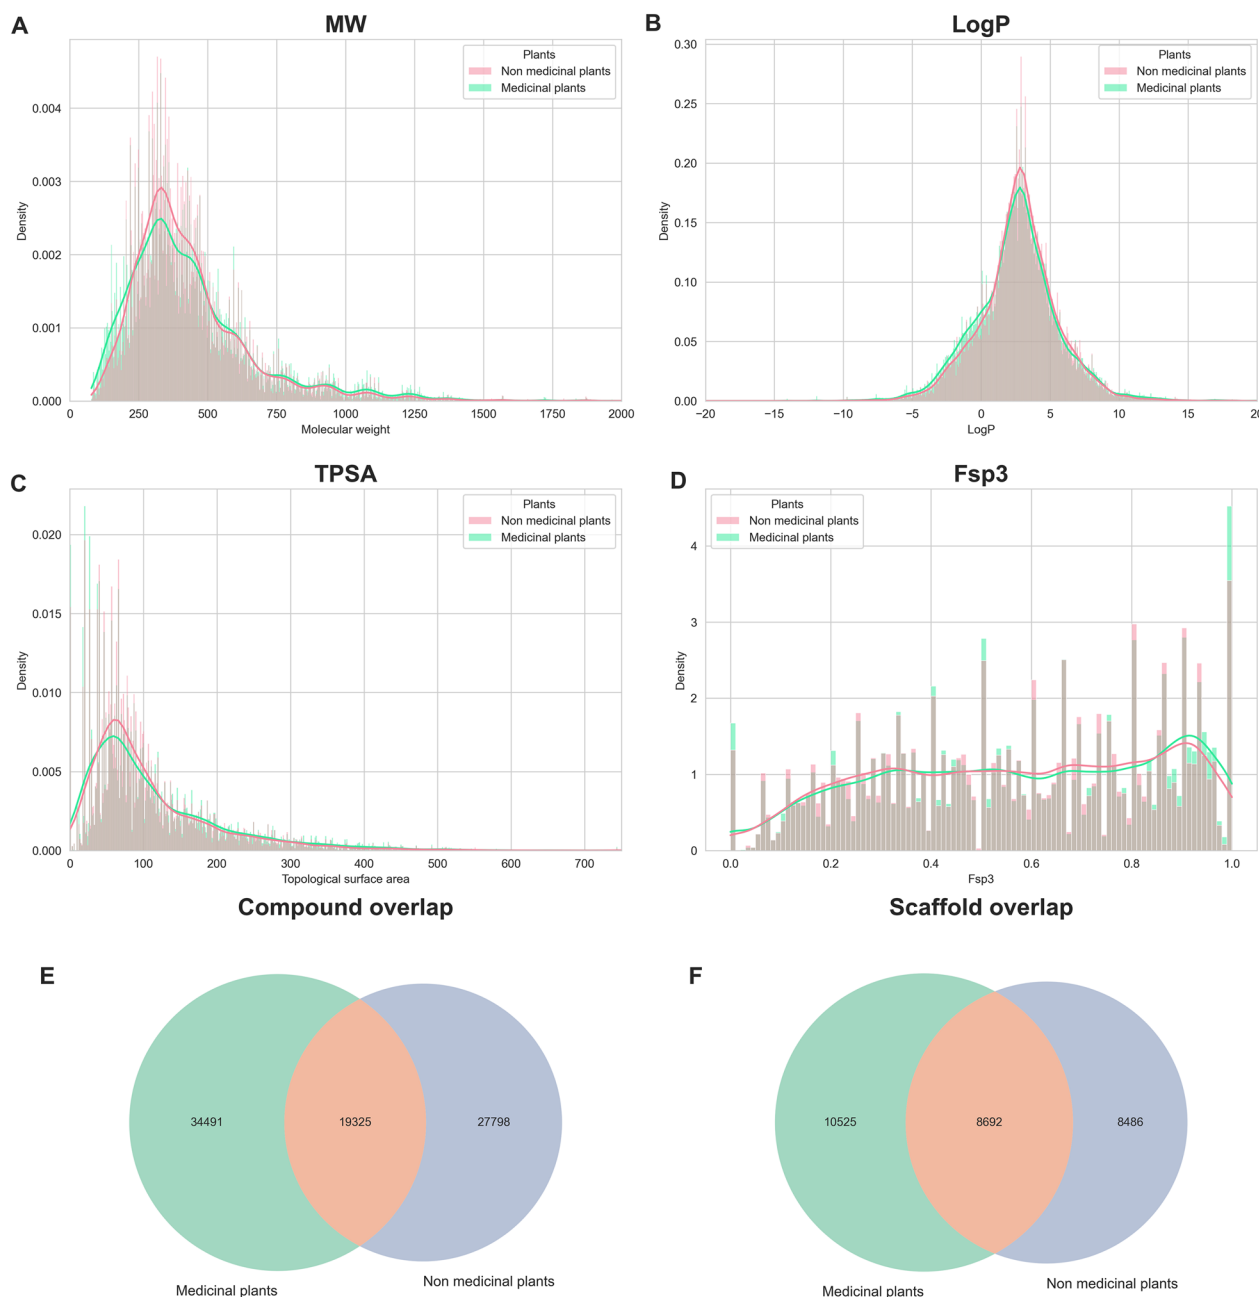 A
MW
Plants
Non medicinal plants
Medicinal plants
0.004
0.003
0.002
0.001
0.000
Density
0
250
500
750
1000
1250
1500
1750
2000
Molecular weight
B
LogP
Plants
Non medicinal plants
Medicinal plants
0.30
0.25
0.20
0.15
0.10
0.05
0.00
Density
−20
−15
−10
−5
0
5
10
15
20
LogP
C
TPSA
Plants
Non medicinal plants
Medicinal plants
0.020
0.015
0.010
0.005
0.000
Density
0
100
200
300
400
500
600
700
Topological surface area
D
Fsp3
Plants
Non medicinal plants
Medicinal plants
4
3
2
1
0
Density
0.0
0.2
0.4
0.6
0.8
1.0
Fsp3
Compound overlap
E
34491
19325
27798
Medicinal plants
Non medicinal plants
Scaffold overlap
F
10525
8692
8486
Medicinal plants
Non medicinal plants